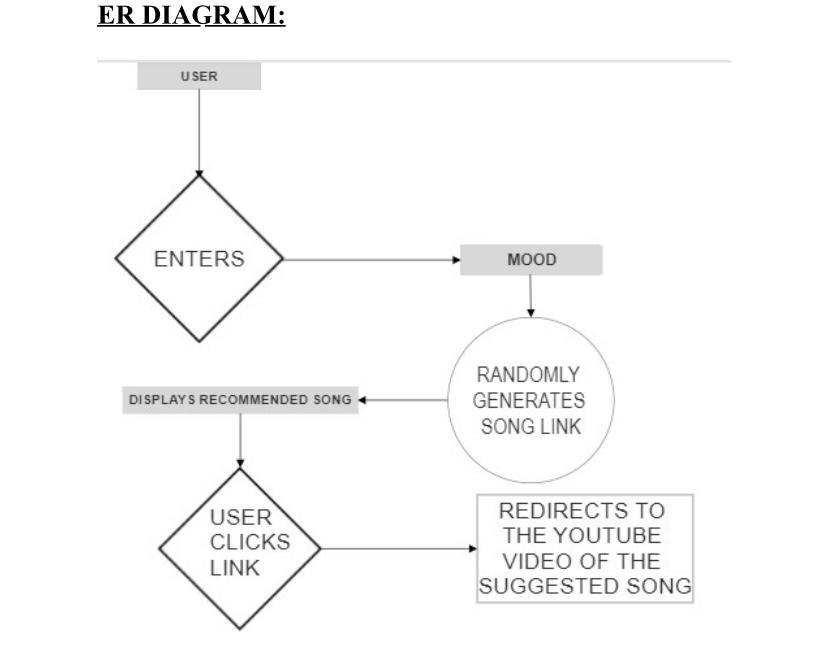 ER DIAGRAM:
USER
ENTERS
MOOD
RANDOMLY
GENERATES
SONG LINK
DISPLAYS RECOMMENDED SONG
USER
CLICKS
LINK
REDIRECTS TO
THE YOUTUBE
VIDEO OF THE
SUGGESTED SONG